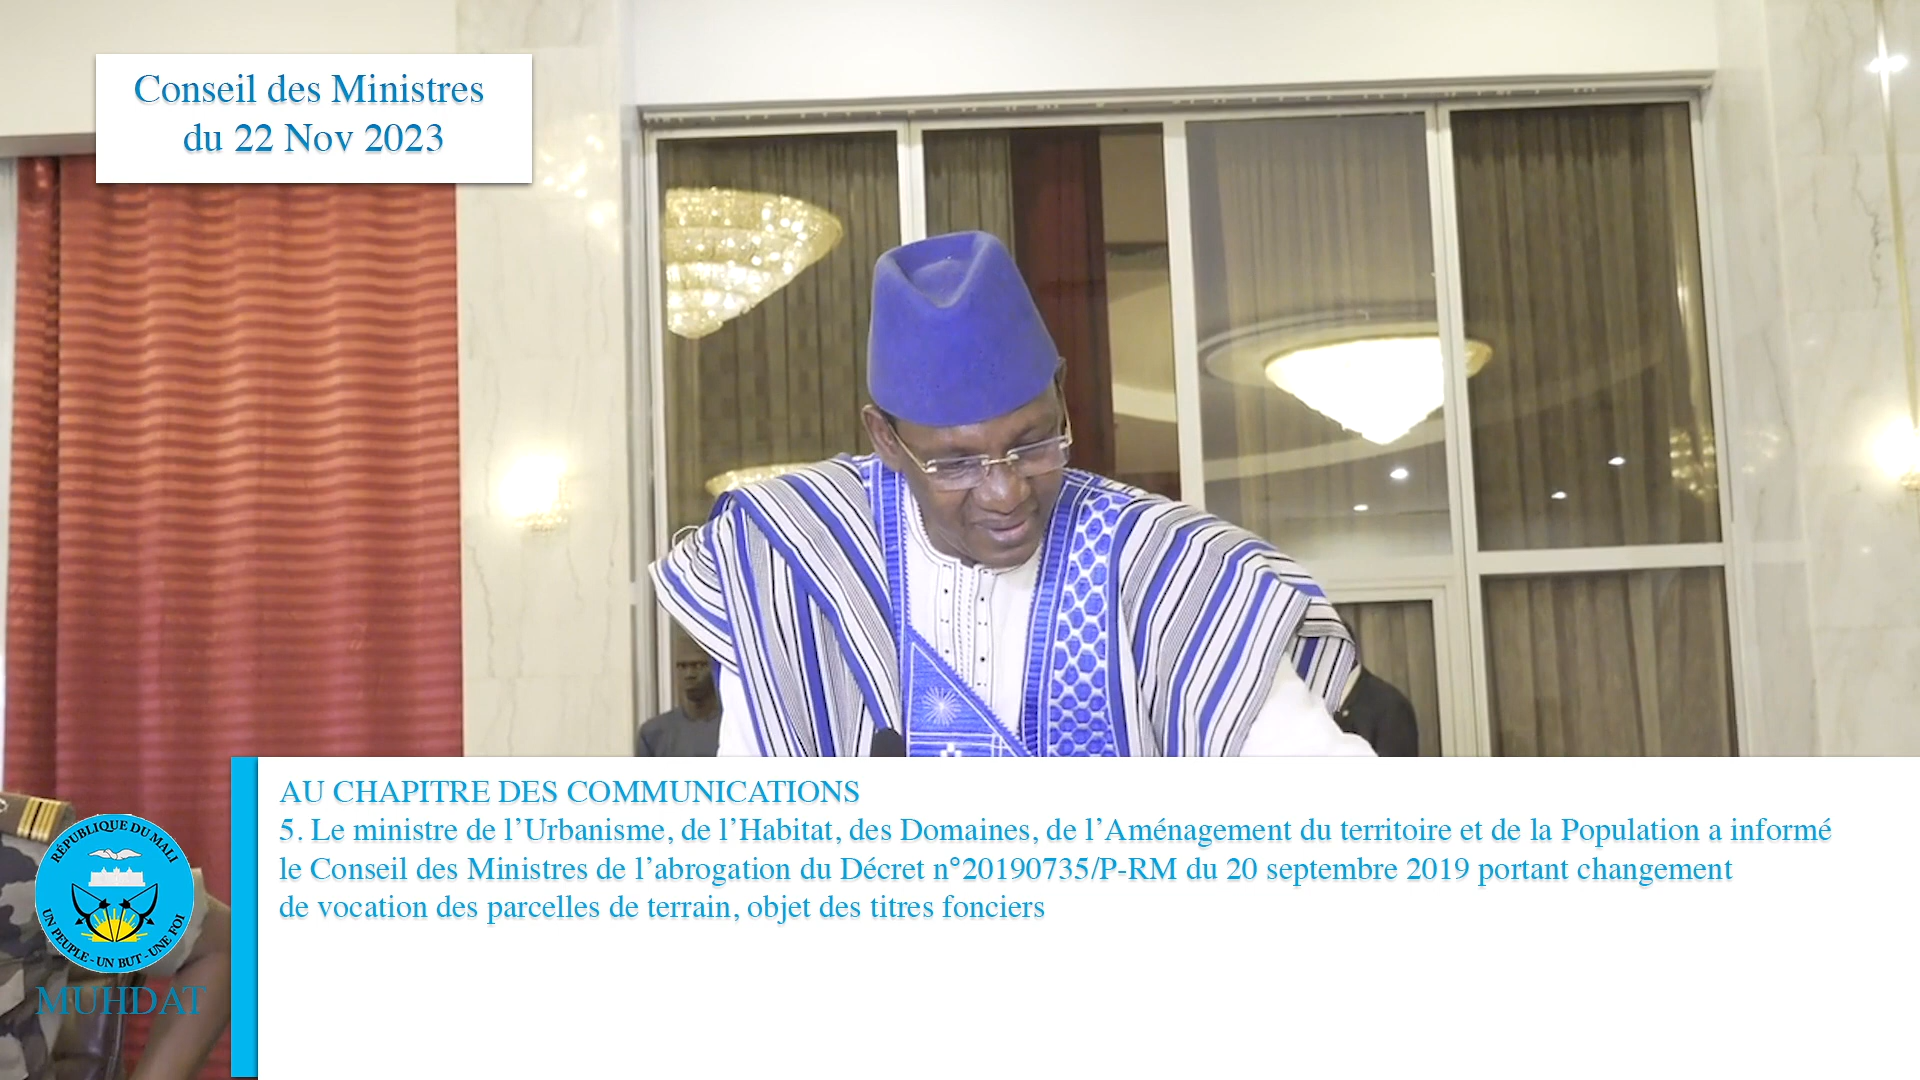 Conseil des Ministres
du 22 Nov 2023
AU CHAPITRE DES COMMUNICATIONS
5. Le ministre de l’Urbanisme, de l’Habitat, des Domaines, de l’Aménagement du territoire et de la Population a informé
le Conseil des Ministres de l’abrogation du Décret n°20190735/P-RM du 20 septembre 2019 portant changement
de vocation des parcelles de terrain, objet des titres fonciers
RÉPUBLIQUE DU MALI
UN PEUPLE - UN BUT - UNE FOI
MUHDAT